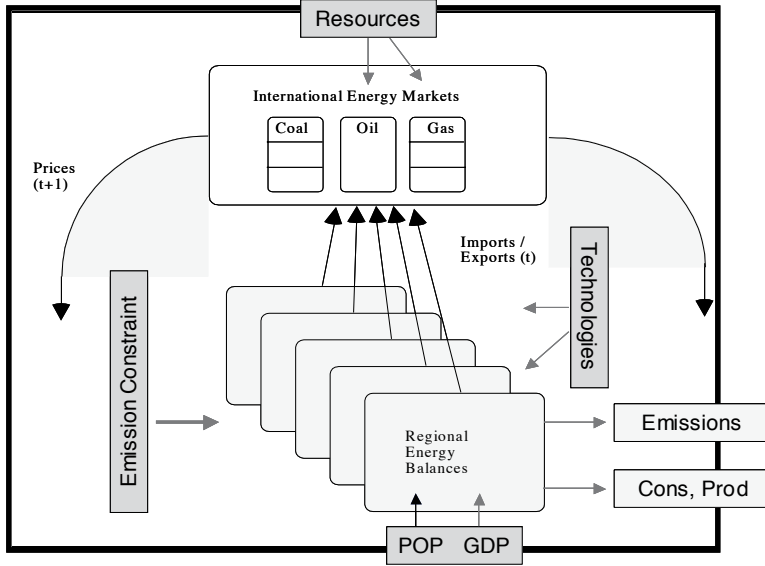 Resources
International Energy Markets
Coal
Oil
Gas
Prices
(t+1)
Imports /
Exports (t)
Technologies
Emission Constraint
Regional
Energy
Balances
Emissions
Cons, Prod
POP GDP